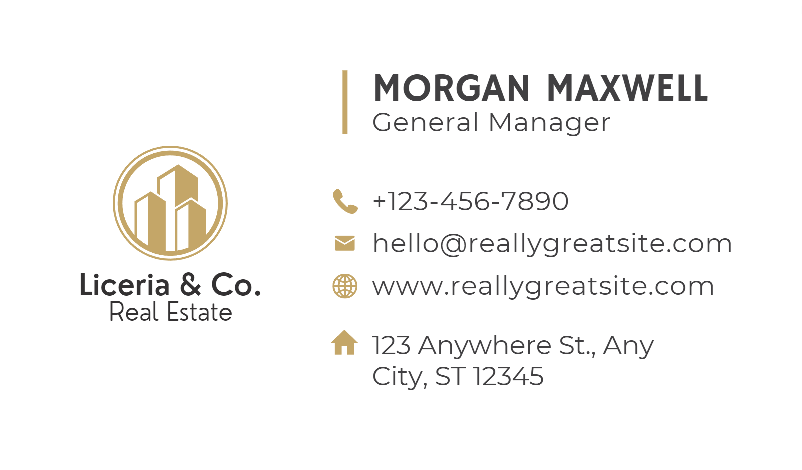 MORGAN MAXWELL
General Manager
+123-456-7890
hello@reallygreatsite.com
www.reallygreatsite.com
123 Anywhere St., Any
City, ST 12345
Liceria & Co.
Real Estate